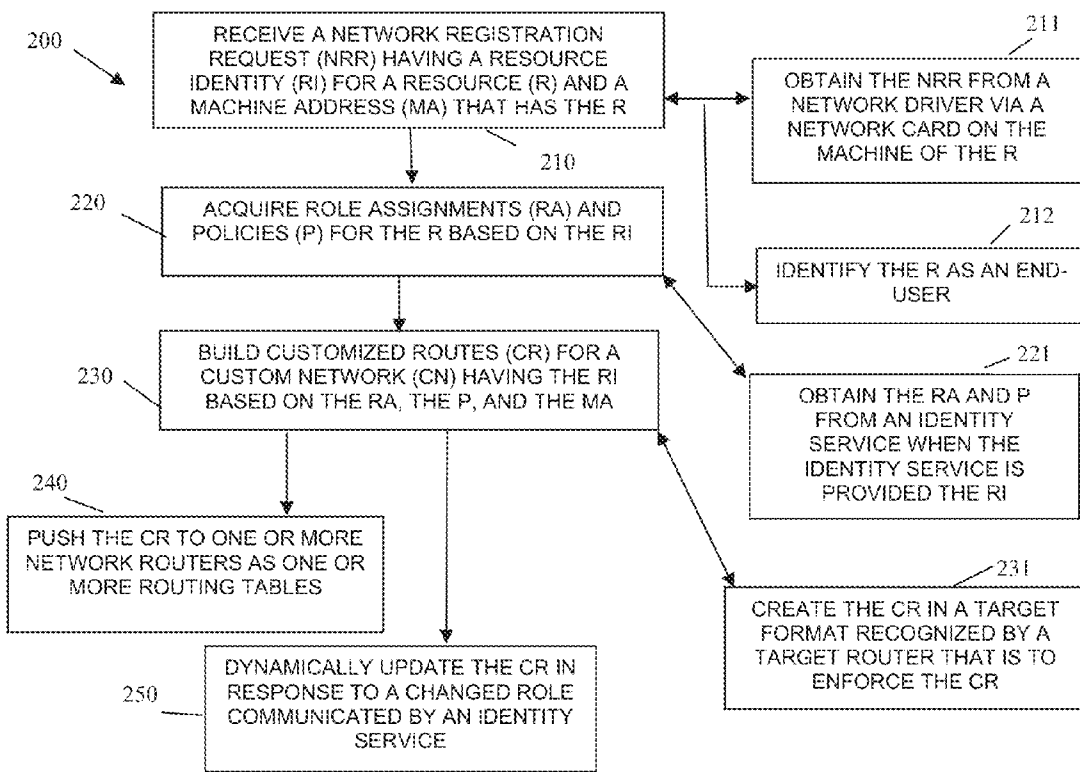 200
RECEIVE A NETWORK REGISTRATION
REQUEST (NRR) HAVING A RESOURCE
IDENTITY (RI) FOR A RESOURCE (R) AND A
MACHINE ADDRESS (MA) THAT HAS THE R
210
211
OBTAIN THE NRR FROM A
NETWORK DRIVER VIA A
NETWORK CARD ON THE
MACHINE OF THE R
220
ACQUIRE ROLE ASSIGNMENTS (RA) AND
POLICIES (P) FOR THE R BASED ON THE RI
212
IDENTIFY THE R AS AN END-
USER
230
BUILD CUSTOMIZED ROUTES (CR) FOR A
CUSTOM NETWORK (CN) HAVING THE RI
BASED ON THE RA, THE P, AND THE MA
221
OBTAIN THE RA AND P
FROM AN IDENTITY
SERVICE WHEN THE
IDENTITY SERVICE IS
PROVIDED THE RI
240
PUSH THE CR TO ONE OR MORE
NETWORK ROUTERS AS ONE OR
MORE ROUTING TABLES
231
CREATE THE CR IN A TARGET
FORMAT RECOGNIZED BY A
TARGET ROUTER THAT IS TO
ENFORCE THE CR
250
DYNAMICALLY UPDATE THE CR IN
RESPONSE TO A CHANGED ROLE
COMMUNICATED BY AN IDENTITY
SERVICE